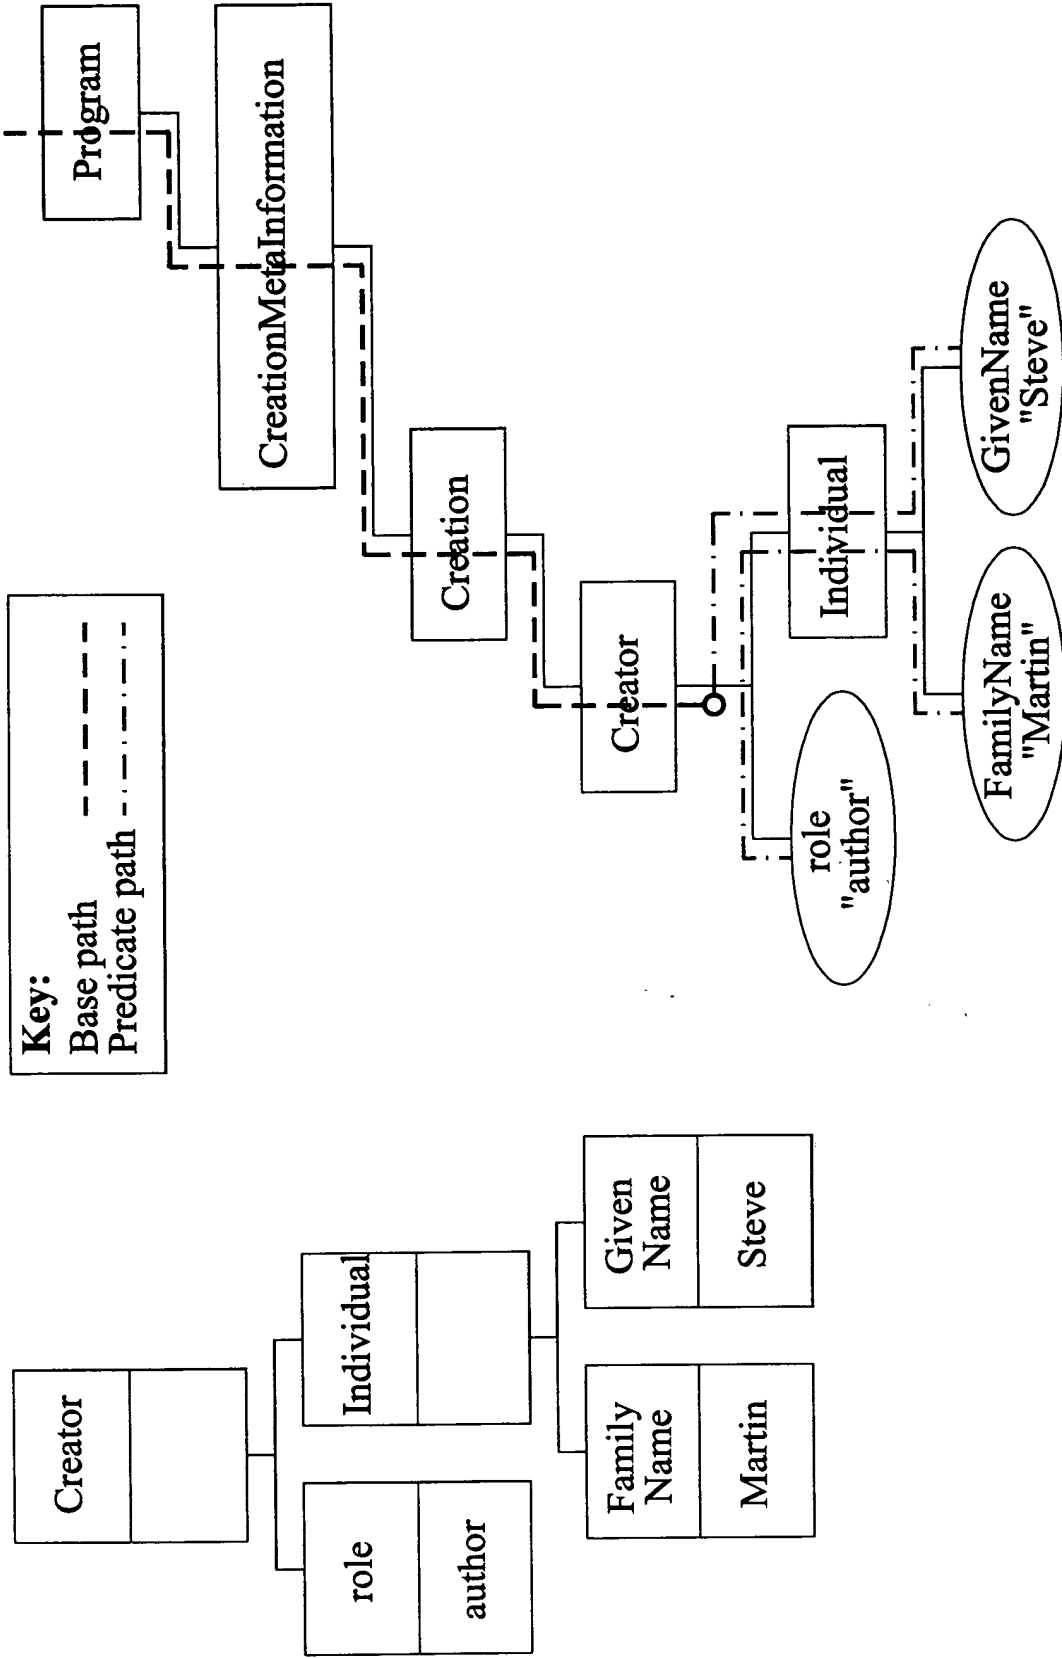 Creator
role
author
Individual
Family
Name
Martin
Given
Name
Steve
Key:
Base path
Predicate path
Program
CreationMetaInformation
Creation
Creator
role
"author"
Individual
FamilyName
"Martin"
GivenName
"Steve"